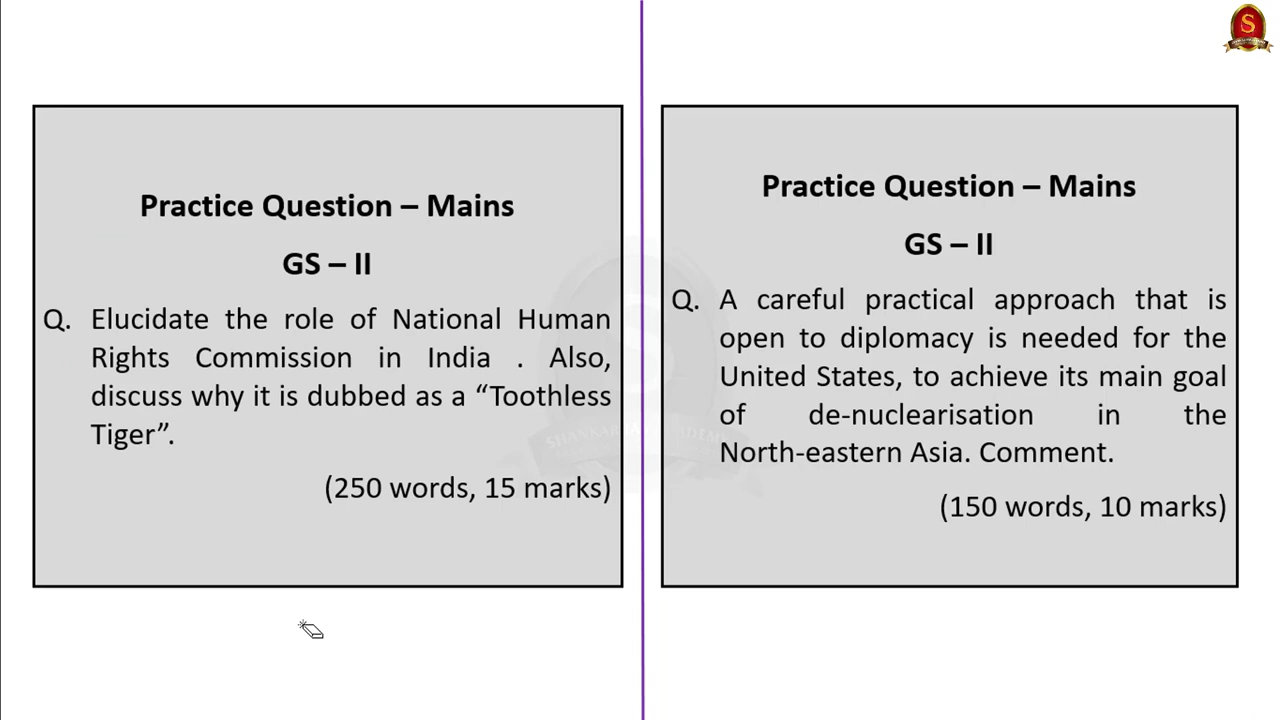 S
Practice Question – Mains
GS – II
Q. Elucidate the role of National Human
Rights Commission in India . Also,
discuss why it is dubbed as a “Toothless
Tiger”.
(250 words, 15 marks)
Practice Question – Mains
GS – II
Q. A careful practical approach that is
open to diplomacy is needed for the
United States, to achieve its main goal
of de-nuclearisation in the
North-eastern Asia. Comment.
(150 words, 10 marks)